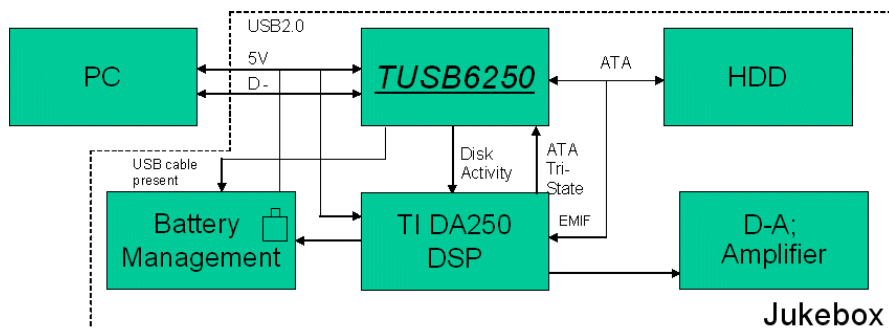 USB2.0
PC
5V
D-
TUSB6250
ATA
HDD
USB cable
present
Disk
Activity
ATA
Tri-
State
Battery
Management
TI DA250
DSP
EMIF
D-A;
Amplifier
Jukebox